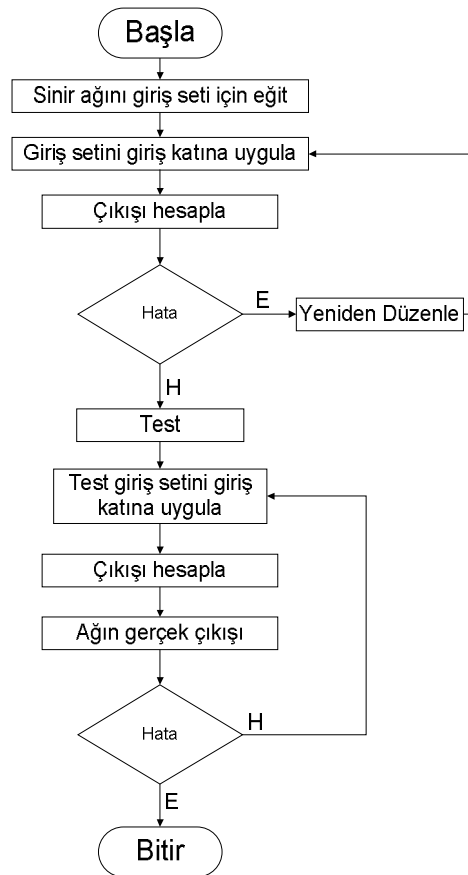 Başla
Sinir ağını giriş seti için eğit
Giriş setini giriş katına uygula
Çıkışı hesapla
Hata
E
Yeniden Düzenle
H
Test
Test giriş setini giriş
katına uygula
Çıkışı hesapla
Ağın gerçek çıkışı
Hata
H
E
Bitir